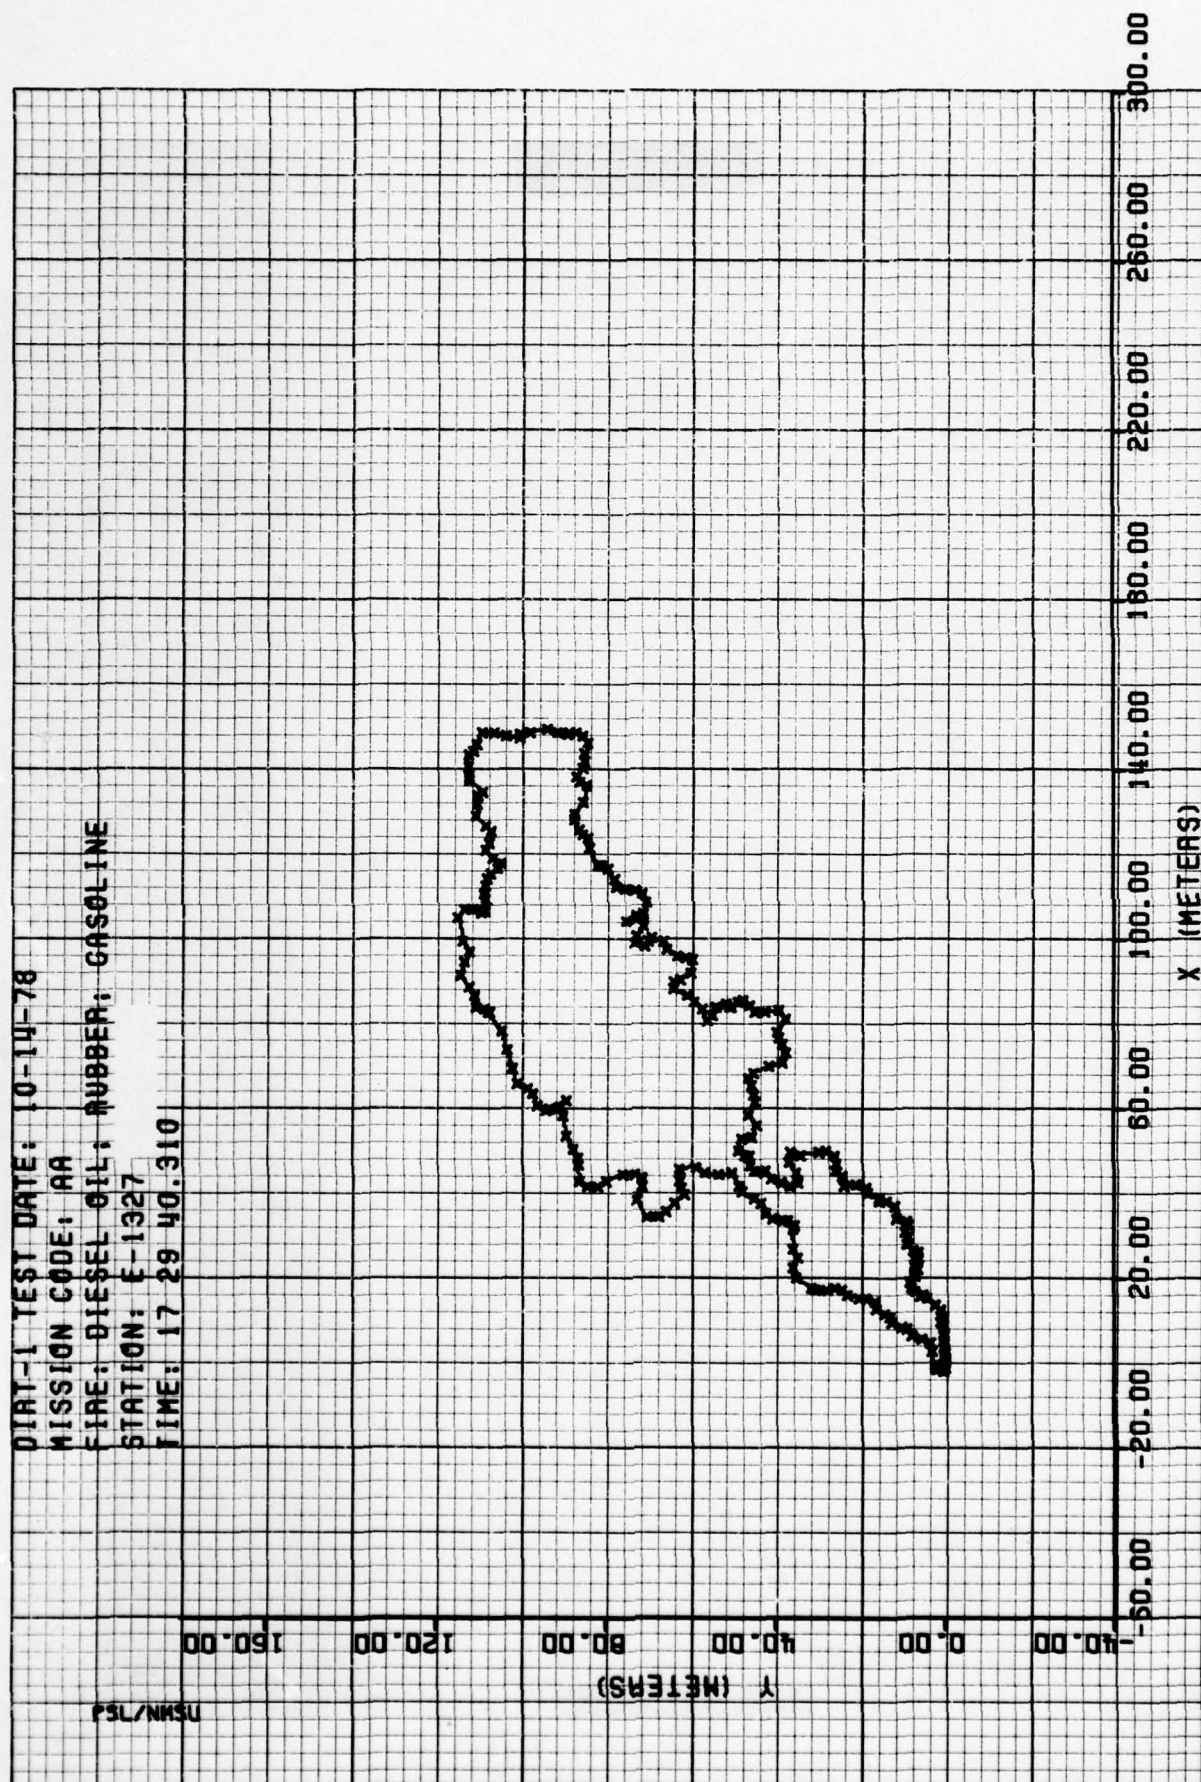 DIRT-1 TEST DATE: 10-14-78
MISSION CODE: AA
FIRE: DIESEL OIL; RUBBER; GASOLINE
STATION: E-1327
TIME: 17 29 40.310
PSL/NMSU
160.00
120.00
80.00
40.00
0.00
-40.00
Y (METERS)
-60.00
-20.00
20.00
60.00
100.00
140.00
180.00
220.00
260.00
300.00
X (METERS)